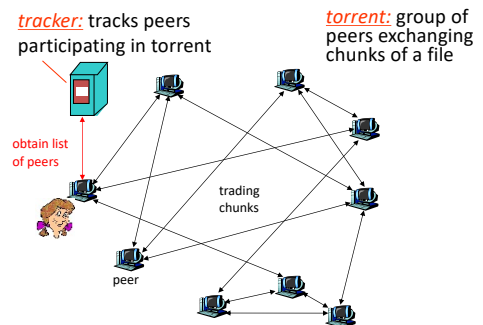 tracker: tracks peers
participating in torrent
torrent: group of
peers exchanging
chunks of a file
obtain list
of peers
trading
chunks
peer